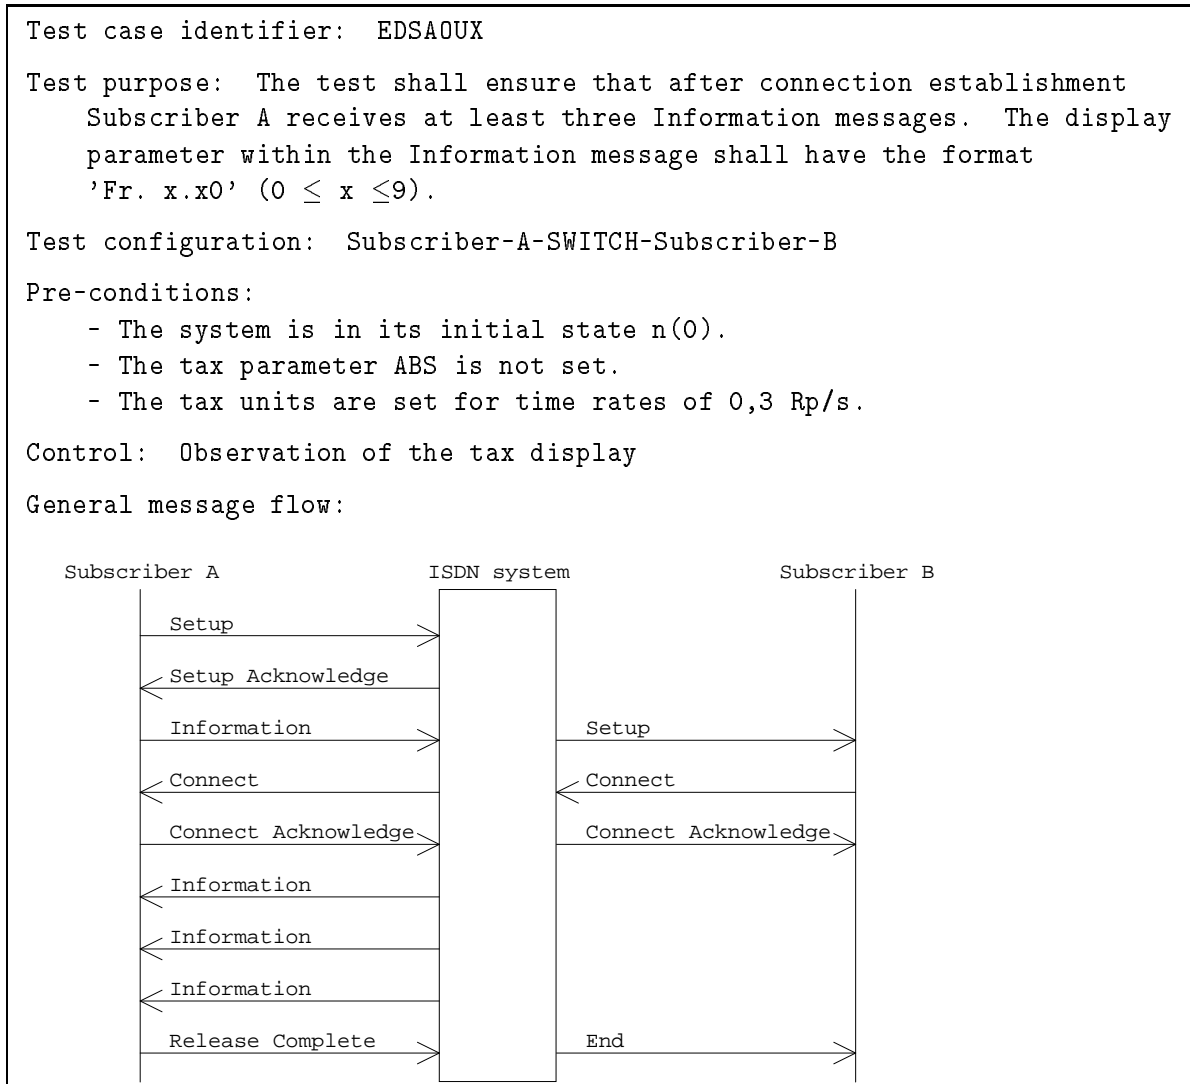 Test case identifier: EDSAOUX
Test purpose: The test shall ensure that after connection establishment
Subscriber A receives at least three Information messages. The display
parameter within the Information message shall have the format
'Fr. x.x0' (0 ≤ x ≤9).
Test configuration: Subscriber-A-SWITCH-Subscriber-B
Pre-conditions:
- The system is in its initial state n(0).
- The tax parameter ABS is not set.
- The tax units are set for time rates of 0,3 Rp/s.
Control: Observation of the tax display
General message flow:
Subscriber A ISDN system Subscriber B
Setup
Setup Acknowledge
Information Setup
Connect Connect
Connect Acknowledge Connect Acknowledge
Information
Information
Information
Release Complete End